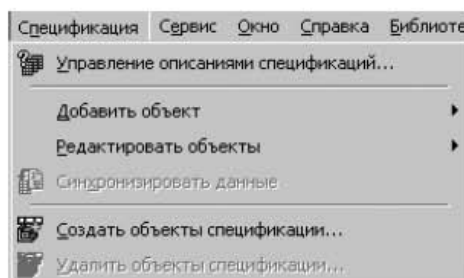 Спецификация Сервис Окно Справка Библиоте
Управление описаниями спецификаций...
Добавить объект
Редактировать объекты
Синхронизировать данные
Создать объекты спецификации...
Удалить объекты спецификации...